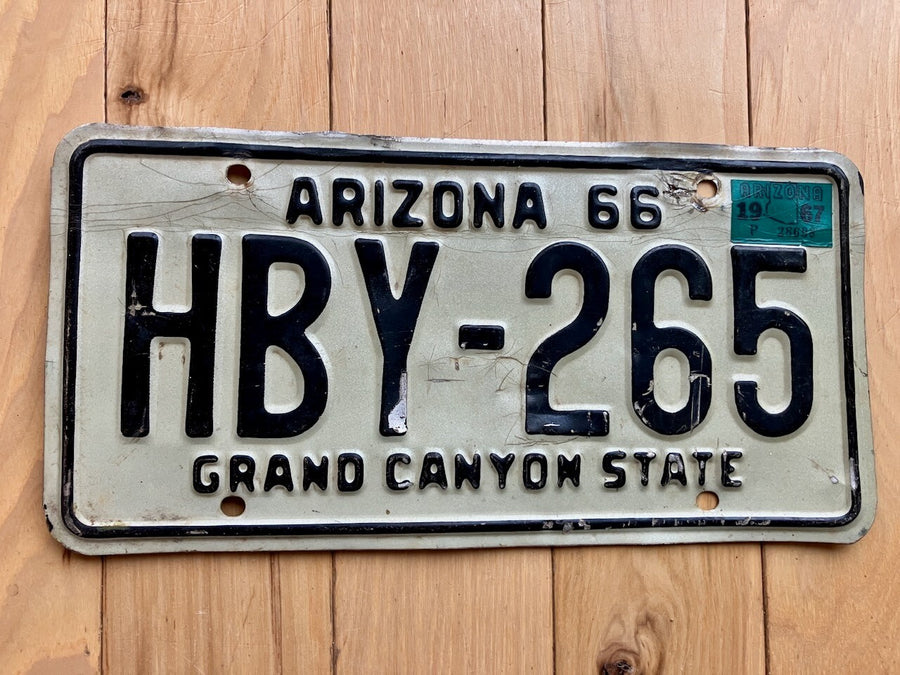 ARIZONA 66
ARIZONA
19 67
P
HBY-265
GRAND CANYON STATE